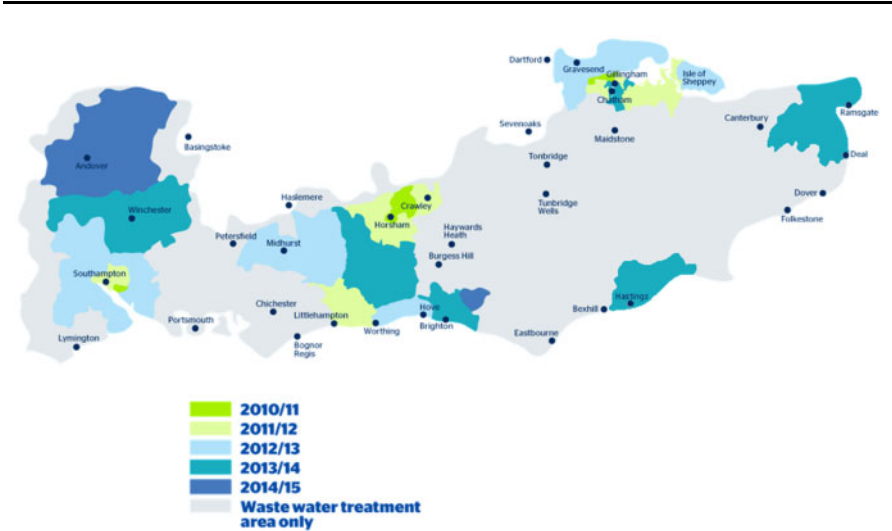 Dartford
Gravesend
Gillingham
Isle of
Sheppey
Chatham
Ramsgate
Canterbury
Sevenoaks
Maidstone
Basingstoke
Deal
Andover
Tonbridge
Haslemere
Dover
Tunbridge
Wells
Crawley
Winchester
Folkestone
Horsham
Haywards
Heath
Petersfield
Midhurst
Burgess Hill
Southampton
Hastings
Chichester
Hove
Bexhill
Littlehampton
Portsmouth
Brighton
Worthing
Eastbourne
Lymington
Bognor
Regis
2010/11
2011/12
2012/13
2013/14
2014/15
Waste water treatment
area only